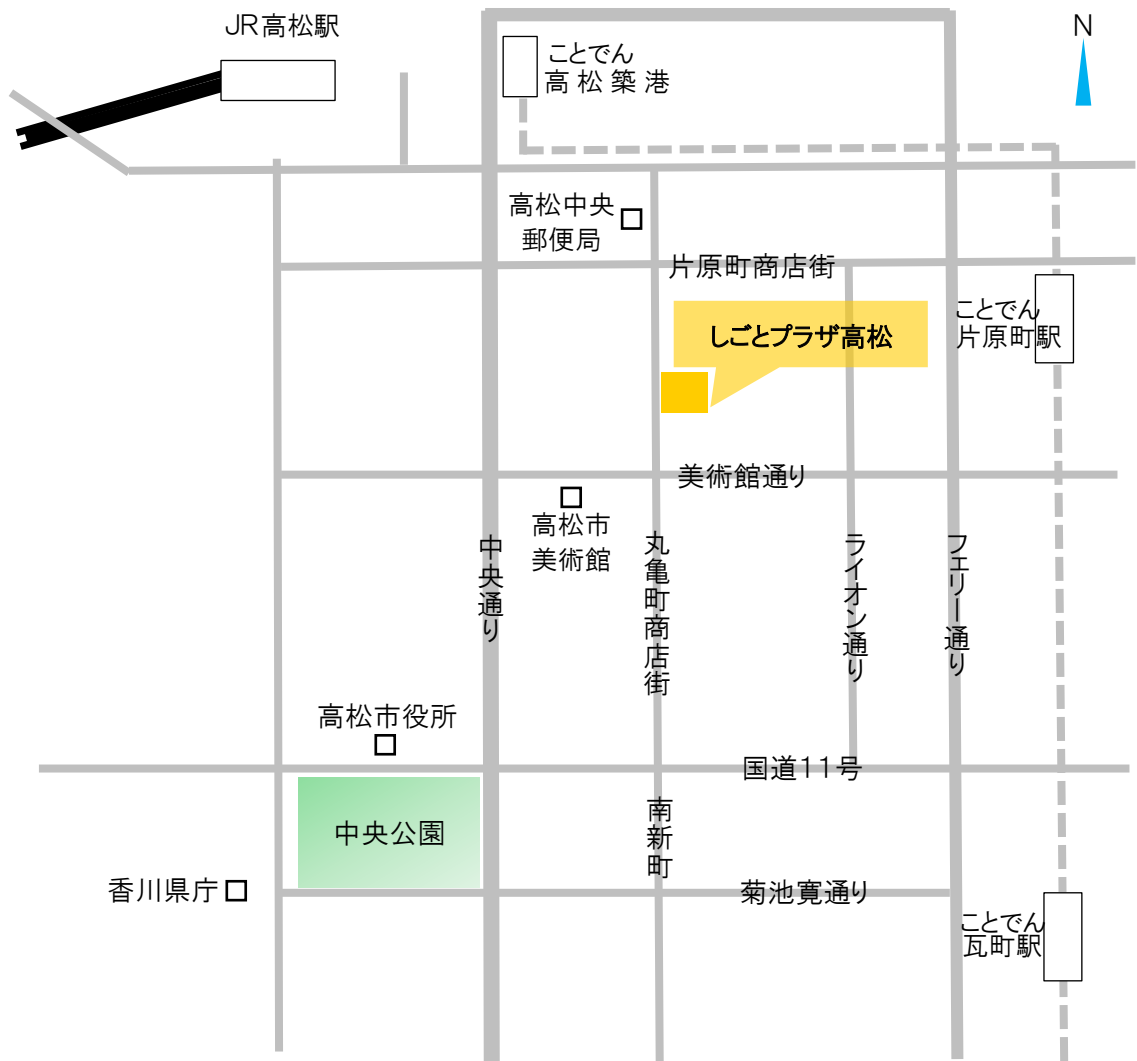 JR高松駅
N
ことでん
高松築港
高松中央
郵便局
片原町商店街
しごとプラザ高松
ことでん
片原町駅
美術館通り
高松市
美術館
中央通り
丸亀町商店街
ライオン通り
フェリー通り
高松市役所
国道11号
中央公園
南新町
香川県庁
菊池寛通り
ことでん
瓦町駅